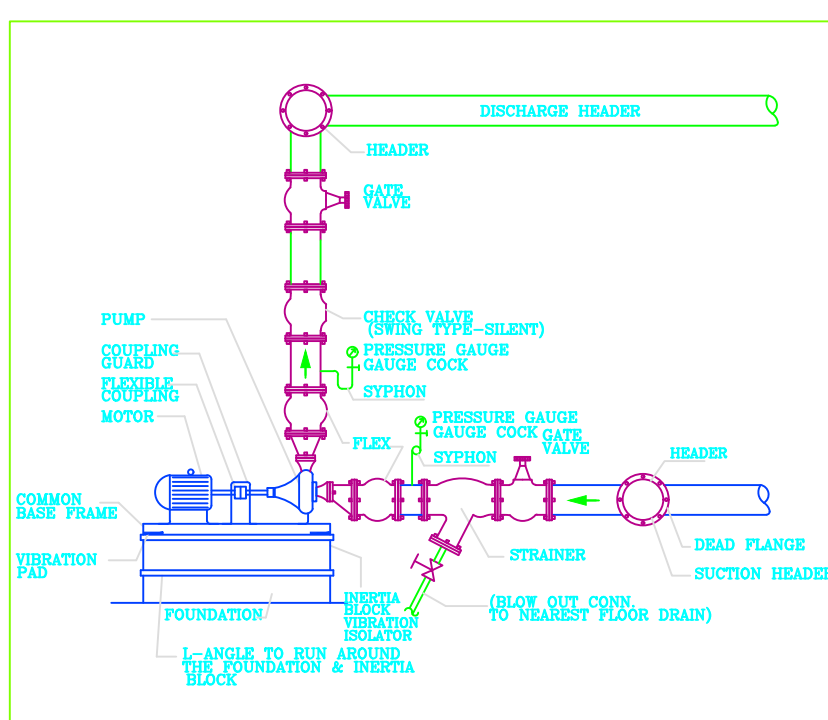 DISCHARGE HEADER
HEADER
GATE
VALVE
PUMP
CHECK VALVE
(SWING TYPE-SILENT)
COUPLING
GUARD
PRESSURE GAUGE
GAUGE COCK
FLEXIBLE
COUPLING
SYPHON
MOTOR
PRESSURE GAUGE
GAUGE COCK
GATE
VALVE
FLEX
SYPHON
HEADER
COMMON
BASE FRAME
DEAD FLANGE
STRAINER
VIBRATION
PAD
SUCTION HEADER
INERTIA
BLOCK
VIBRATION
ISOLATOR
(BLOW OUT CONN.
TO NEAREST FLOOR DRAIN)
FOUNDATION
L-ANGLE TO RUN AROUND
THE FOUNDATION & INERTIA
BLOCK